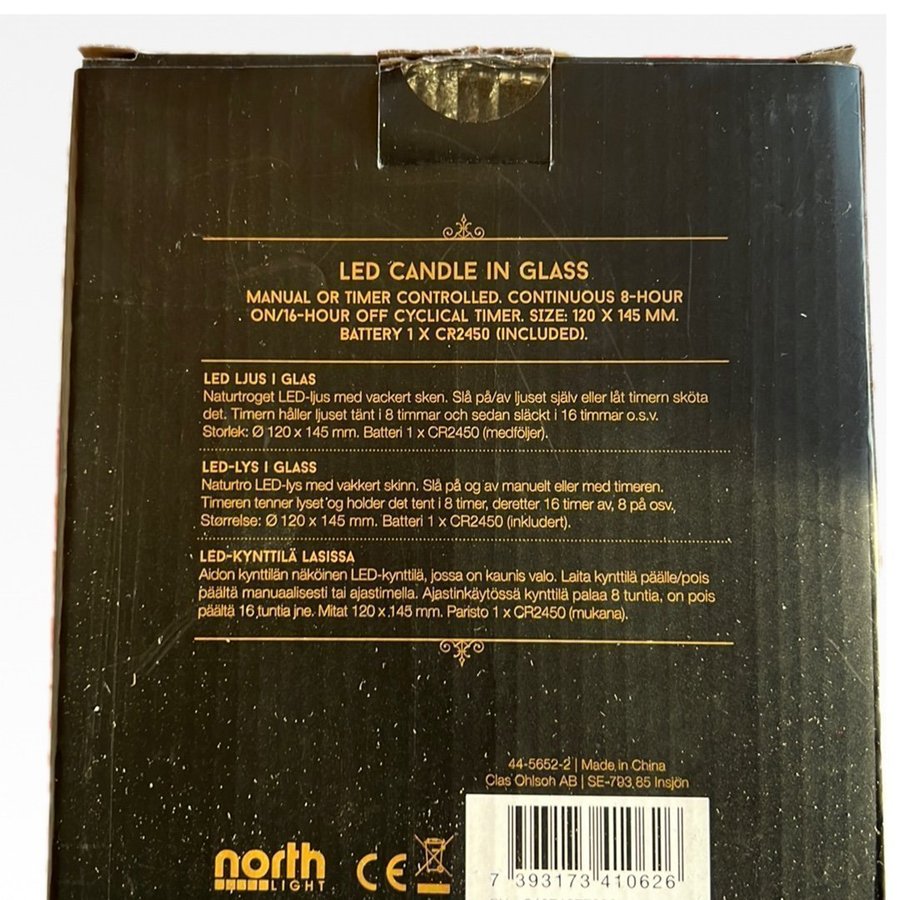 LED CANDLE IN GLASS
MANUAL OR TIMER CONTROLLED. CONTINUOUS 8-HOUR
ON/16-HOUR OFF CYCLICAL TIMER. SIZE: 120 X 145 MM.
BATTERY 1 X CR2450 (INCLUDED).
LED LJUS I GLAS
Naturtroget LED-ljus med vackert sken. Slå på/av ljuset själv eller låt timern sköta
det. Timern håller ljuset tänt i 8 timmar och sedan släckt i 16 timmar o.s.v.
Storlek: Ø 120 x 145 mm. Batteri 1 x CR2450 (medföljer).
LED-LYS I GLASS
Naturtro LED-lys med vakkert skinn. Slå på og av manuelt eller med timeren.
Timeren tenner lyset og holder det tent i 8 timer, deretter 16 timer av, 8 på osv,
Størrelse: Ø 120 x 145 mm. Batteri 1 x CR2450 (inkludert).
LED-KYNTTILÄ LASISSA
Aidon kynttilän näköinen LED-kynttilä, jossa on kaunis valo. Laita kynttilä päälle/pois
päältä manuaalisesti tai ajastimella. Ajastinkäytössä kynttilä palaa 8 tuntia, on pois
päältä 16 tuntia jne. Mitat 120 x 145 mm. Paristo 1 x CR2450 (mukana).
44-5652-2 | Made in China
Clas Ohlson AB | SE-793 85 Insjön
north
LIGHT
CE
7 393173 410626